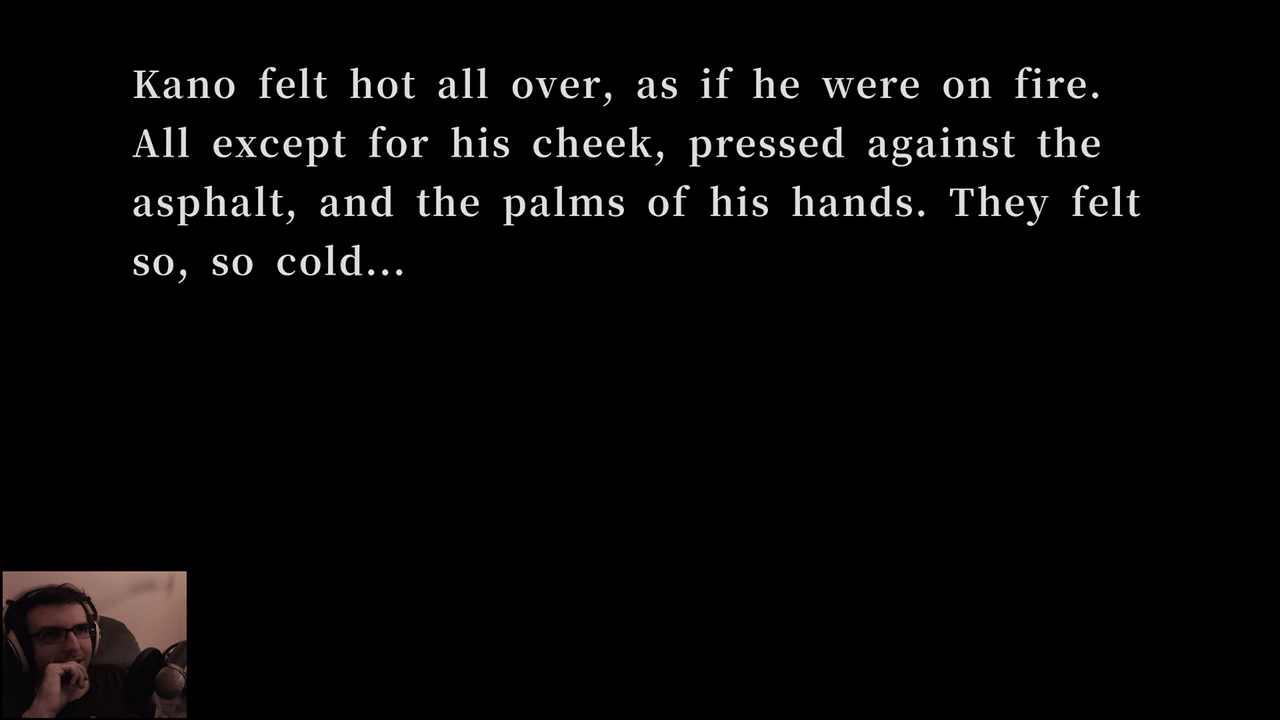 Kano felt hot all over, as if he were on fire.
All except for his cheek, pressed against the
asphalt, and the palms of his hands. They felt
so, so cold...